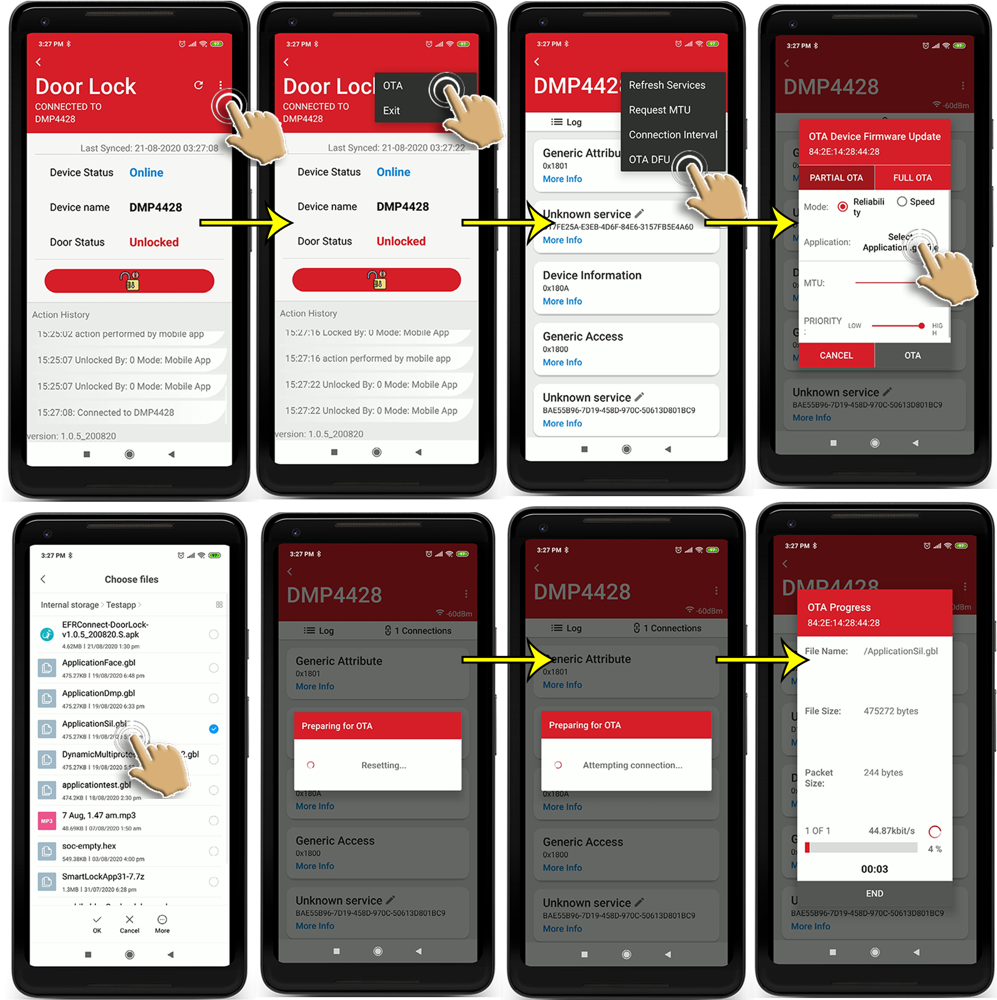 3:27 PM
97
Door Lock
CONNECTED TO
DMP4428
Last Synced: 21-08-2020 03:27:08
Device Status Online
Device name DMP4428
Door Status Unlocked
Action History
15:25:02 action performed by mobile app
15:25:07 Unlocked By: 0 Mode: Mobile App
15:25:07 Unlocked By: 0 Mode: Mobile App
15:27:08: Connected to DMP4428
version: 1.0.5_200820
3:27 PM
97
Door Loc
OTA
Exit
CONNECTED TO
DMP4428
Last Synced: 21-08-2020 03:27:22
Device Status Online
Device name DMP4428
Door Status Unlocked
Action History
15:27:16 Locked By: 0 Mode: Mobile App
15:27:16 action performed by mobile app
15:27:22 Unlocked By: 0 Mode: Mobile App
15:27:22 Unlocked By: 0 Mode: Mobile App
version: 1.0.5_200820
3:27 PM
97
DMP442
Refresh Services
Request MTU
Connection Interval
OTA DFU
Log
Generic Attribu
0x1801
More Info
Unknown service
17FE25A-E3EB-4D6F-84E6-3157FB5E4A60
More Info
Device Information
0x180A
More Info
Generic Access
0x1800
More Info
Unknown service
BAE55B96-7D19-458D-970C-50613D801BC9
More Info
3:27 PM
97
DMP4428
-60dBm
OTA Device Firmware Update
84:2E:14:28:44:28
PARTIAL OTA FULL OTA
Mode: Reliabili
ty
Speed
Application: Select
Application .g
MTU:
PRIORITY
:
LOW HIG
H
CANCEL OTA
Unknown service
BAE55B96-7D19-458D-970C-50613D801BC9
More Info
3:27 PM
97
Choose files
Internal storage > Testapp >
EFRConnect-DoorLock-
v1.0.5_200820.S.apk
4.62MB | 21/08/2020 1:30 pm
ApplicationFace.gbl
475.27KB | 19/08/2020 6:48 pm
ApplicationDmp.gbl
475.27KB | 19/08/2020 6:33 pm
ApplicationSil.gbl
475.27KB | 19/08/20
DynamicMultiproto 2.gbl
475.27KB | 19/08/2020 5:5
applicationtest.gbl
474.2KB | 18/08/2020 2:30 pm
MP3
7 Aug, 1.47 am.mp3
48.69KB | 07/08/2020 1:50 am
soc-empty.hex
549.38KB | 03/08/2020 4:00 pm
SmartLockApp31-7.7z
1.3MB | 31/07/2020 6:28 pm
OK Cancel More
3:27 PM
97
DMP4428
-60dBm
Log 1 Connections
Generic Attribute
0x1801
More Info
Preparing for OTA
Resetting...
0x180A
More Info
Generic Access
0x1800
More Info
Unknown service
BAE55B96-7D19-458D-970C-50613D801BC9
More Info
3:27 PM
97
DMP4428
-60dBm
Log 1 Connections
eneric Attribute
0x1801
More Info
Preparing for OTA
Attempting connection...
0x180A
More Info
Generic Access
0x1800
More Info
Unknown service
BAE55B96-7D19-458D-970C-50613D801BC9
More Info
3:27 PM
97
DMP4428
0dBm
OTA Progress
84:2E:14:28:44:28
File Name: /ApplicationSil.gbl
File Size: 475272 bytes
Packet
Size:
244 bytes
1 OF 1 44.87kbit/s
4 %
00:03
END
BAE55B96-7D19-458D-970C-50613D801BC9
More Info